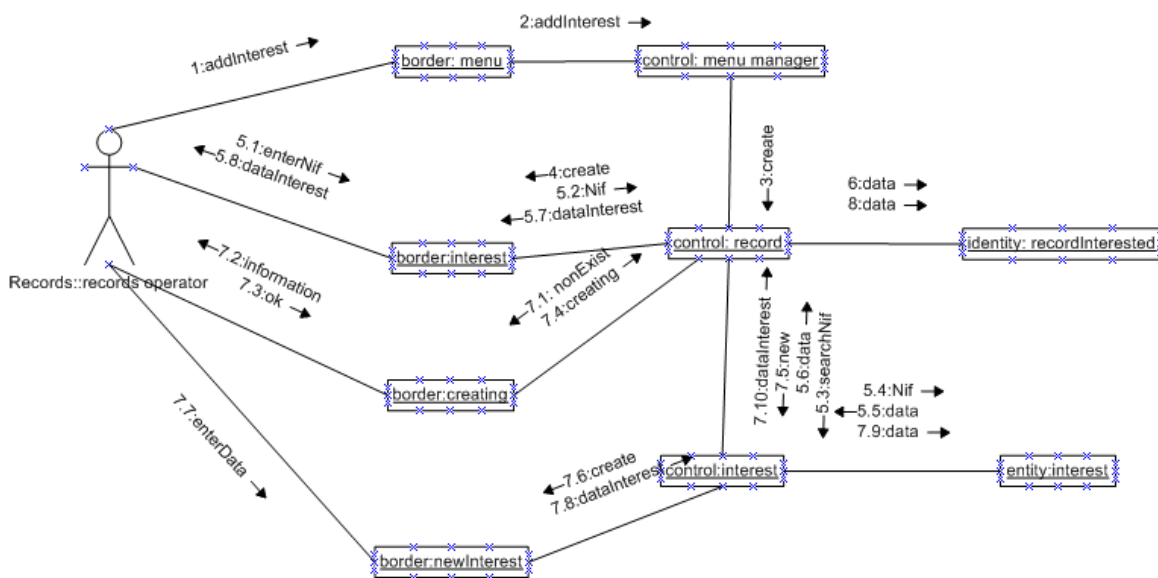 2:addInterest
1:addInterest
border: menu
control: menu manager
3:create
5.1:enterNif
5.8:dataInterest
4:create
5.2:Nif
5.7:dataInterest
6:data
8:data
border:interest
control: record
identity: recordInterested
Records::records operator
7.2:information
7.3:ok
7.1: nonExist
7.4:creating
7.10:dataInterest
7.5:new
5.6:data
5.3:searchNif
border:creating
5.4:Nif
5.5:data
7.9:data
7.7:enterData
7.6:create
7.8:dataInterest
control:interest
entity:interest
border:newInterest